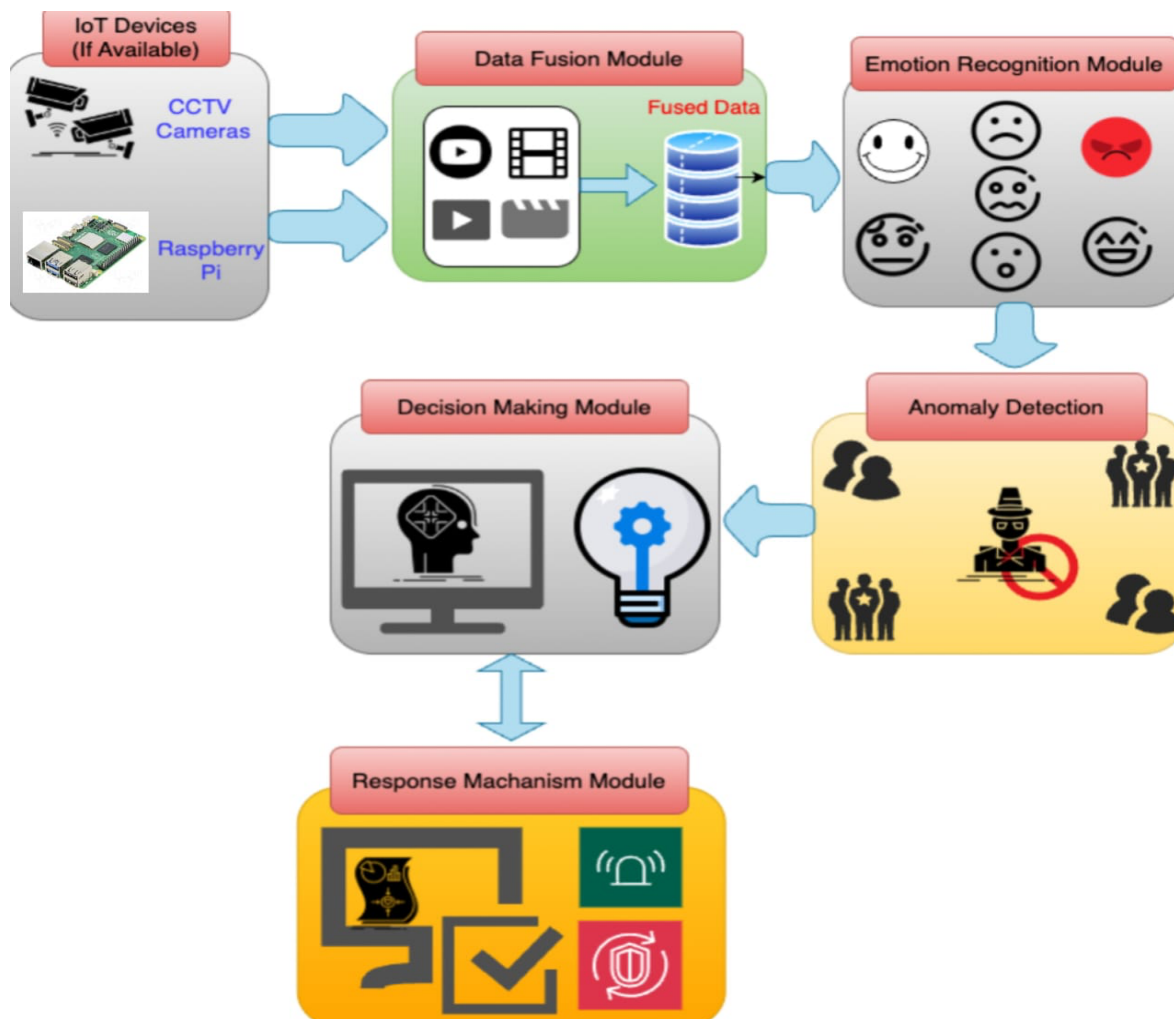 IoT Devices
(If Available)
CCTV
Cameras
Raspberry
Pi
Data Fusion Module
Fused Data
Emotion Recognition Module
Decision Making Module
Anomaly Detection
Response Machanism Module